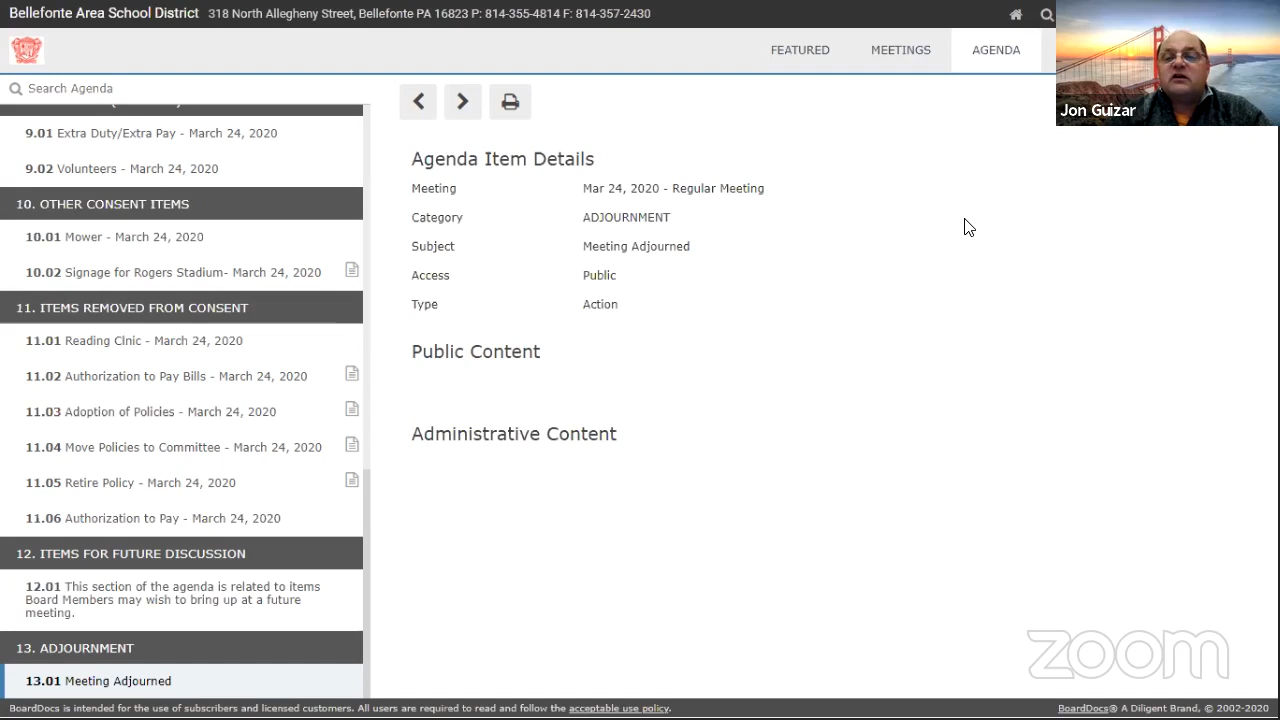 Bellefonte Area School District 318 North Allegheny Street, Bellefonte PA 16823 P: 814-355-4814 F: 814-357-2430
FEATURED MEETINGS AGENDA
Jon Guizar
Search Agenda
9.01 Extra Duty/Extra Pay - March 24, 2020
9.02 Volunteers - March 24, 2020
10. OTHER CONSENT ITEMS
10.01 Mower - March 24, 2020
10.02 Signage for Rogers Stadium- March 24, 2020
11. ITEMS REMOVED FROM CONSENT
11.01 Reading Clnic - March 24, 2020
11.02 Authorization to Pay Bills - March 24, 2020
11.03 Adoption of Policies - March 24, 2020
11.04 Move Policies to Committee - March 24, 2020
11.05 Retire Policy - March 24, 2020
11.06 Authorization to Pay - March 24, 2020
12. ITEMS FOR FUTURE DISCUSSION
12.01 This section of the agenda is related to items
Board Members may wish to bring up at a future
meeting.
13. ADJOURNMENT
13.01 Meeting Adjourned
Agenda Item Details
Meeting Mar 24, 2020 - Regular Meeting
Category ADJOURNMENT
Subject Meeting Adjourned
Access Public
Type Action
Public Content
Administrative Content
zoom
BoardDocs is intended for the use of subscribers and licensed customers. All users are required to read and follow the acceptable use policy.
BoardDocs® A Diligent Brand, © 2002-2020